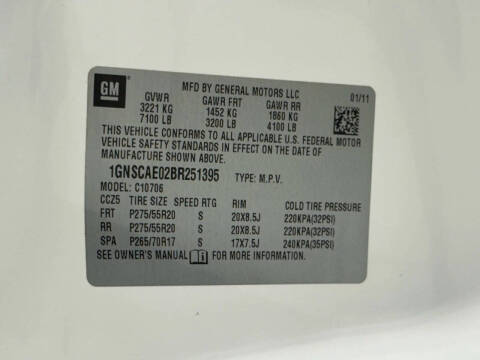 GM
MFD BY GENERAL MOTORS LLC
01/11
GVWR GAWR FRT GAWR RR
3221 KG 1452 KG 1860 KG
7100 LB 3200 LB 4100 LB
THIS VEHICLE CONFORMS TO ALL APPLICABLE U.S. FEDERAL MOTOR
VEHICLE SAFETY STANDARDS IN EFFECT ON THE DATE OF
MANUFACTURE SHOWN ABOVE.
1GNSCAE02BR251395 TYPE: M.P.V.
MODEL: C10706
CCZ5 TIRE SIZE SPEED RTG RIM COLD TIRE PRESSURE
FRT P275/55R20 S 20X8.5J 220KPA(32PSI)
RR P275/55R20 S 20X8.5J 220KPA(32PSI)
SPA P265/70R17 S 17X7.5J 240KPA(35PSI)
SEE OWNER'S MANUAL FOR MORE INFORMATION.